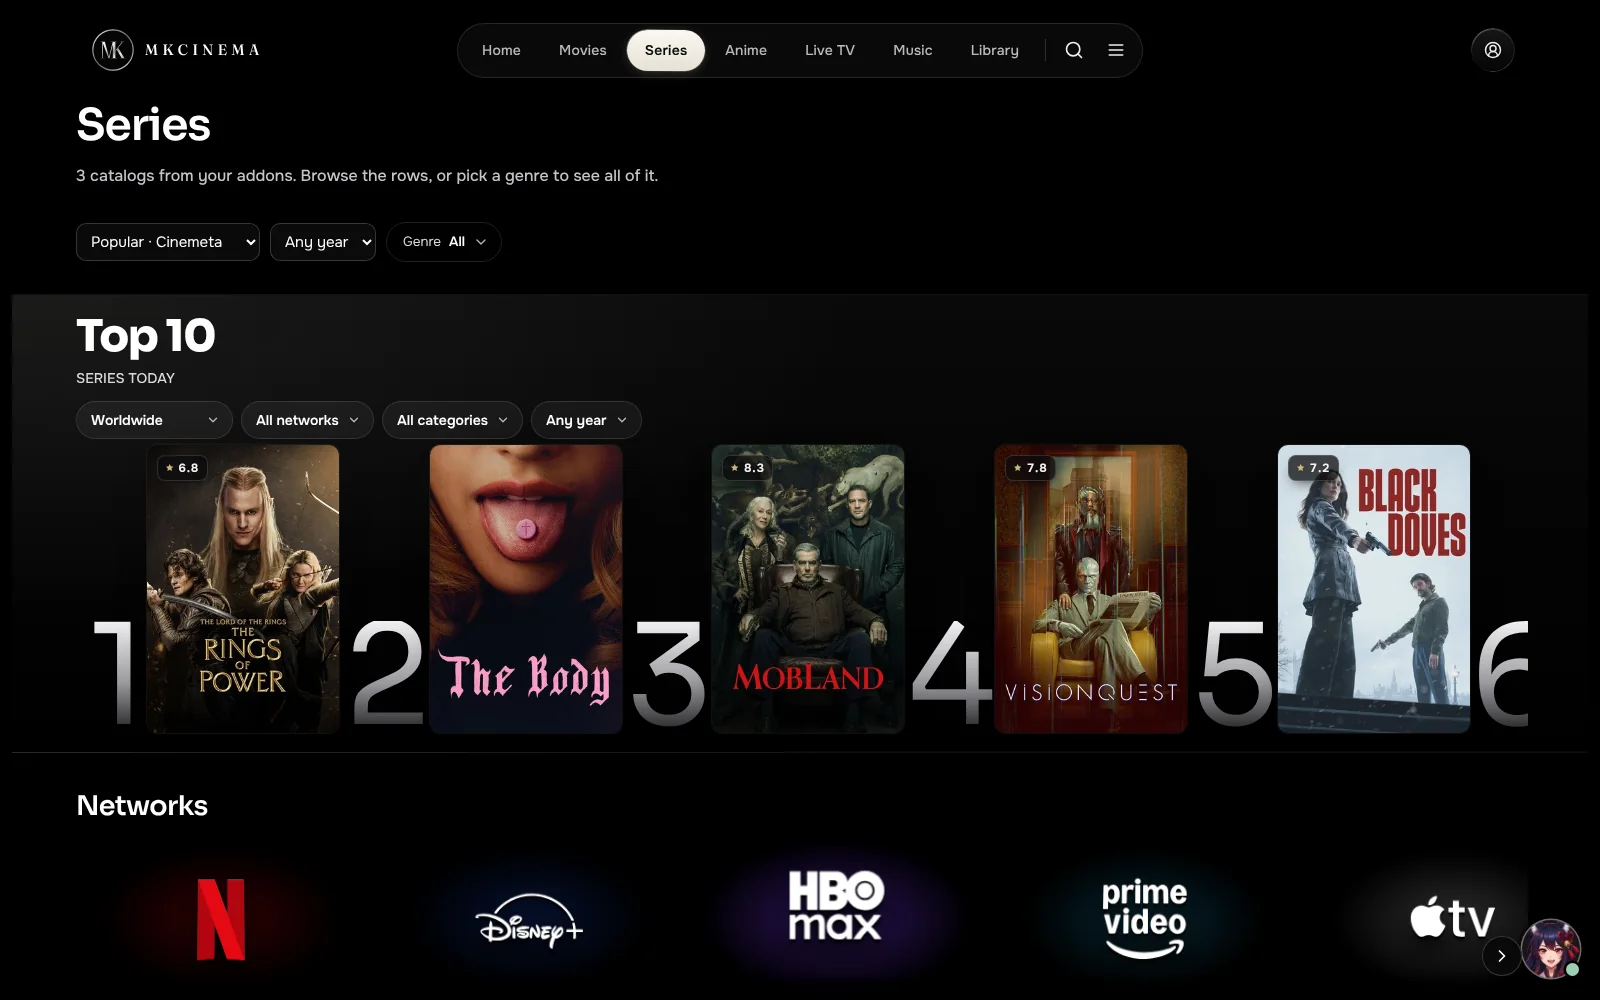 MK MKCINEMA
Home Movies Series Anime Live TV Music Library
Series
3 catalogs from your addons. Browse the rows, or pick a genre to see all of it.
Popular · Cinemeta Any year Genre All
Top 10
SERIES TODAY
Worldwide All networks All categories Any year
6.8
8.3
7.8
7.2
BLACK
DOVES
THE LORD OF THE RINGS
THE
RINGS
OF
POWER
The Body
MOBLAND
VISIONQUEST
1 2 3 4 5 6
Networks
N
Disney+
HBO
max
prime
video
tv